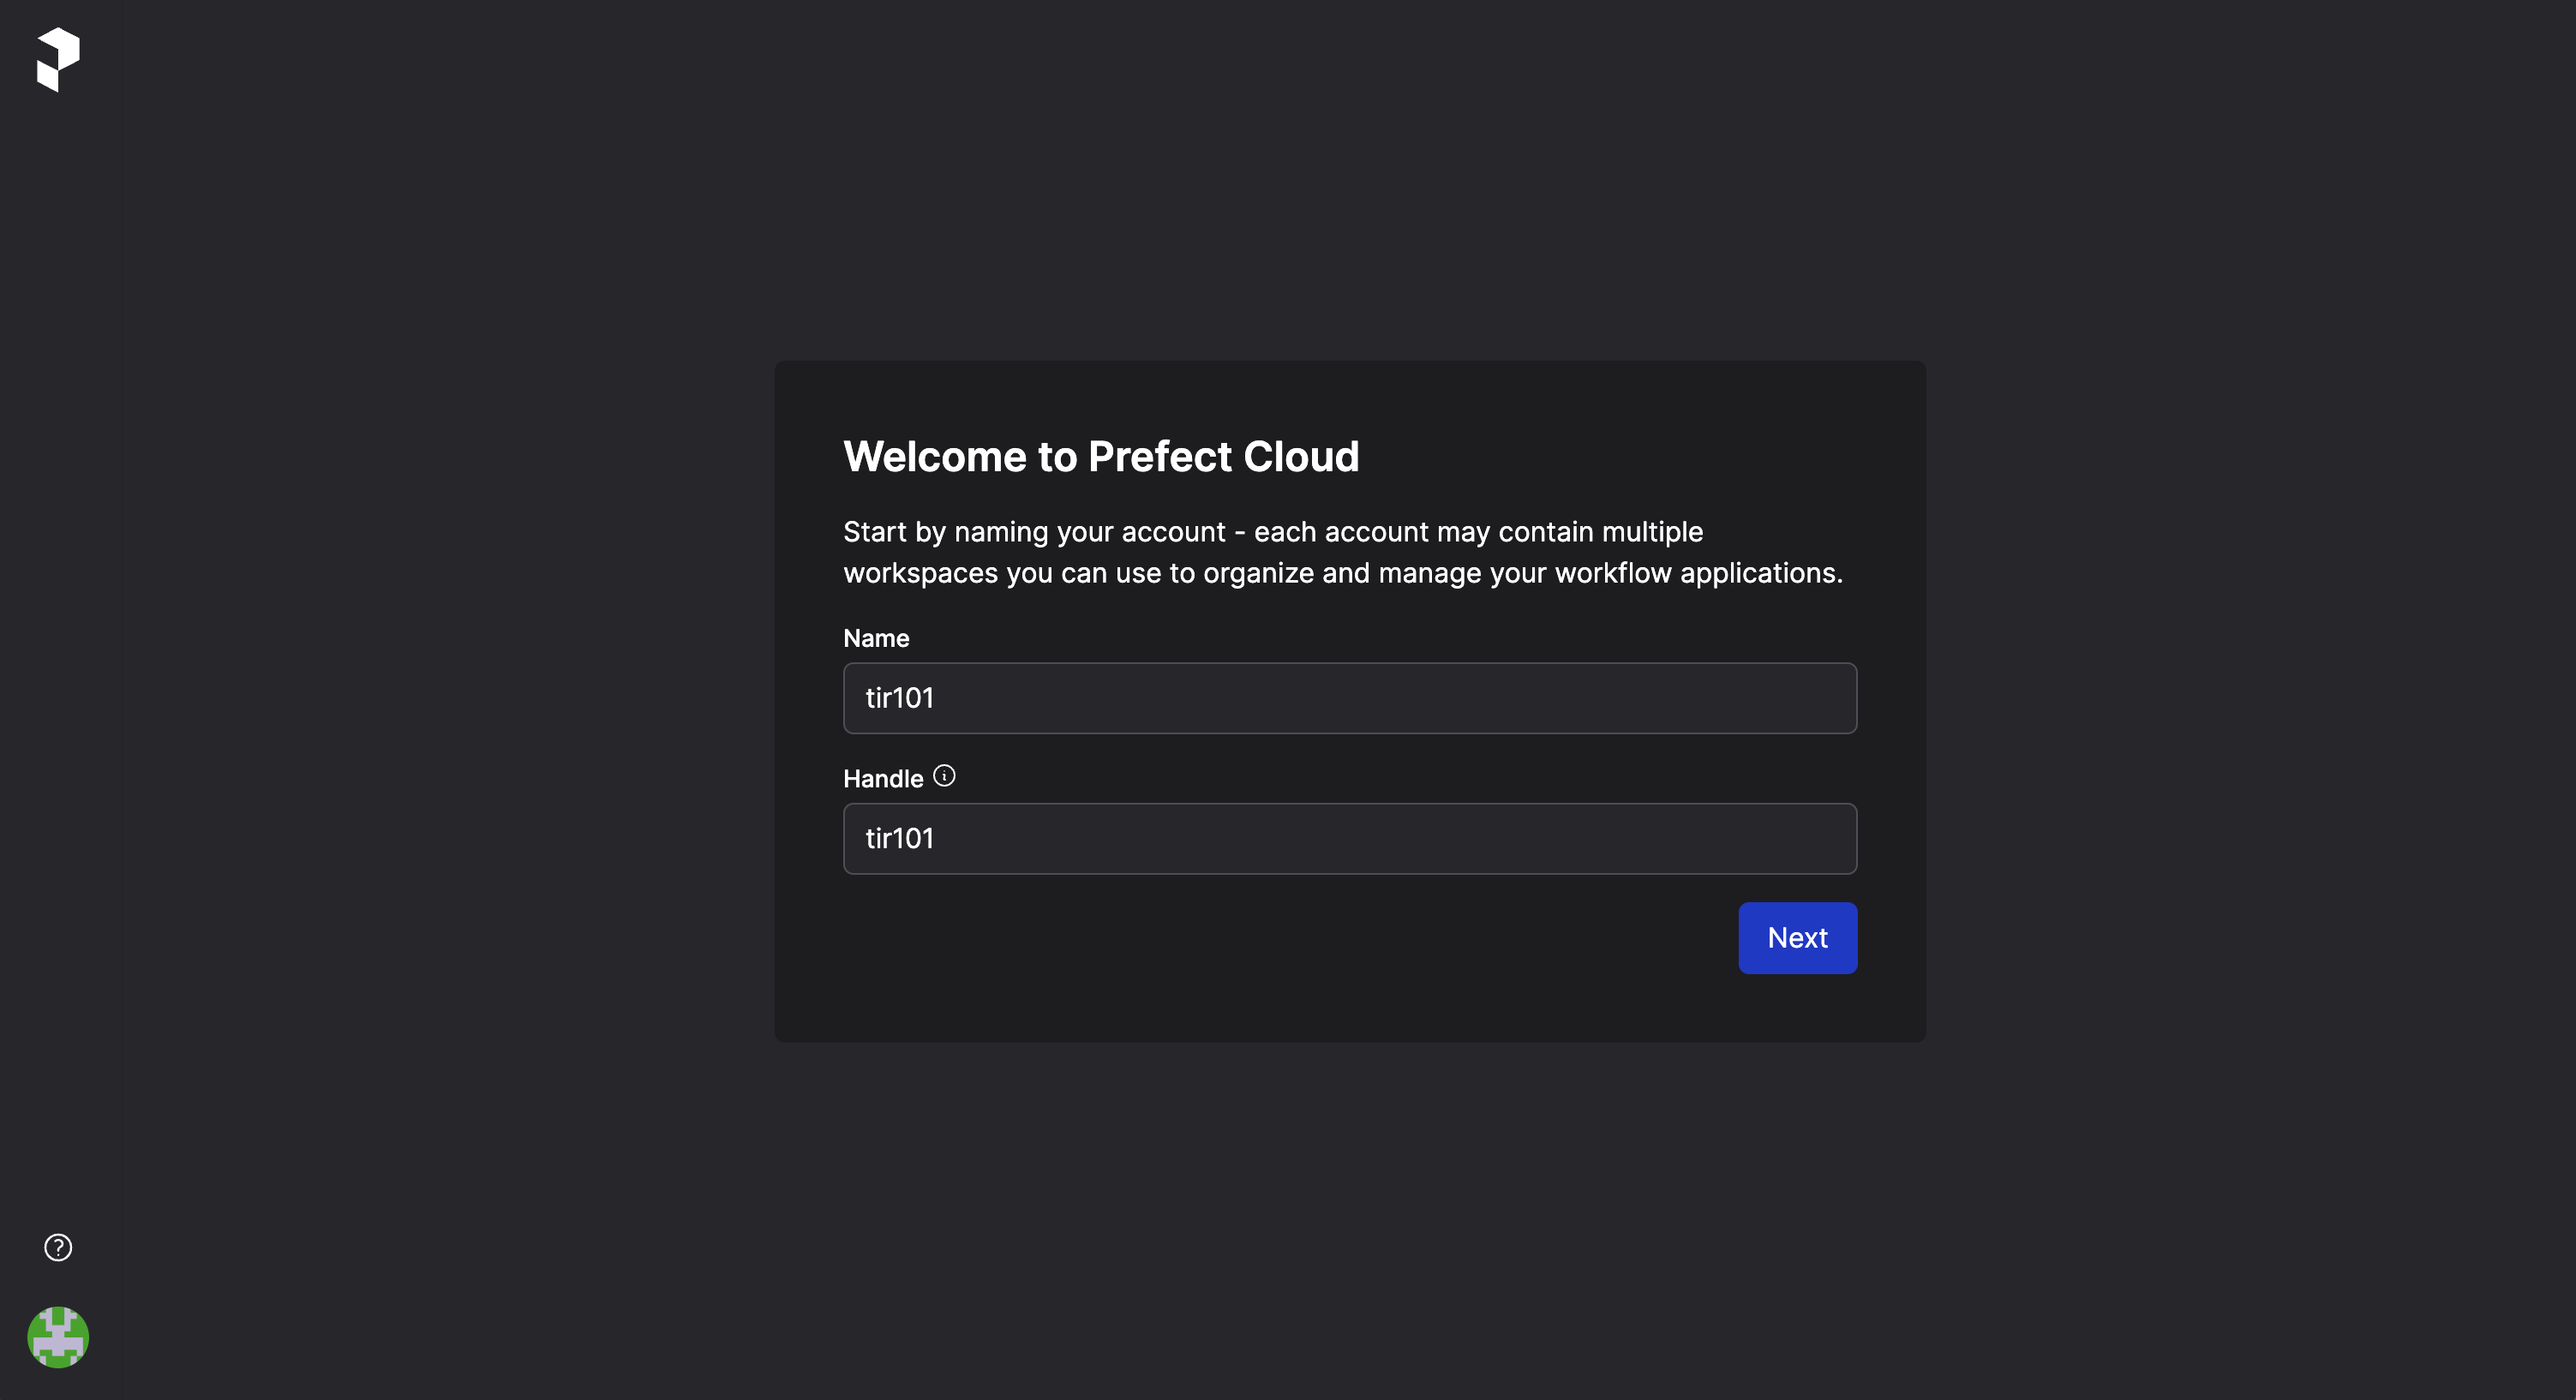 Welcome to Prefect Cloud
Start by naming your account - each account may contain multiple
workspaces you can use to organize and manage your workflow applications.
Name
tir101
Handle
tir101
Next